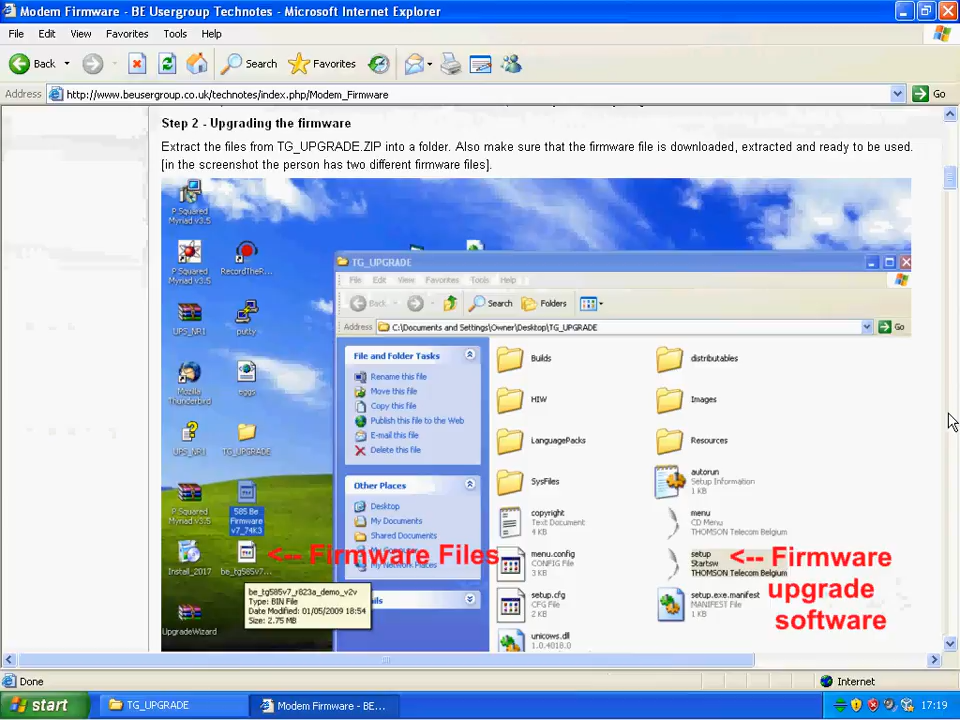 Modem Firmware - BE Usergroup Technotes - Microsoft Internet Explorer
File Edit View Favorites Tools Help
Back Search Favorites
Address http://www.beusergroup.co.uk/technotes/index.php/Modem_Firmware Go
Step 2 - Upgrading the firmware
Extract the files from TG_UPGRADE.ZIP into a folder. Also make sure that the firmware file is downloaded, extracted and ready to be used.
[in the screenshot the person has two different firmware files].
P Squared
Myriad v3.5
P Squared
Myriad v3.5
RecordTheR...
UPS_NR1
putty
Mozilla
Thunderbird
eggs
UPS_NR1
TG_UPGRADE
P Squared
Myriad v3.5
585 Be
Firmware
v7_74K3
Install_2017
be_tg585v7...
UpgradeWizard
<-- Firmware Files
be_tg585v7_r823a_demo_v2v
Type: BIN File
Date Modified: 01/05/2009 18:54
Size: 2.75 MB
TG_UPGRADE
File Edit View Favorites Tools Help
Back Search Folders
Address C:\Documents and Settings\Owner\Desktop\TG_UPGRADE Go
File and Folder Tasks
Rename this file
Move this file
Copy this file
Publish this file to the Web
E-mail this file
Delete this file
Other Places
Desktop
My Documents
Shared Documents
My Network Places
Builds
distributables
HIW
Images
LanguagePacks
Resources
SysFiles
autorun
Setup Information
1 KB
copyright
Text Document
4 KB
menu
CD Menu
THOMSON Telecom Belgium
menu.config
CONFIG File
3 KB
setup
Startsw
THOMSON Telecom Belgium
setup.cfg
CFG File
2 KB
setup.exe.manifest
MANIFEST File
1 KB
unicows.dll
1.0.4018.0
<-- Firmware
upgrade
software
Done
Internet
start
TG_UPGRADE
Modem Firmware - BE...
17:19